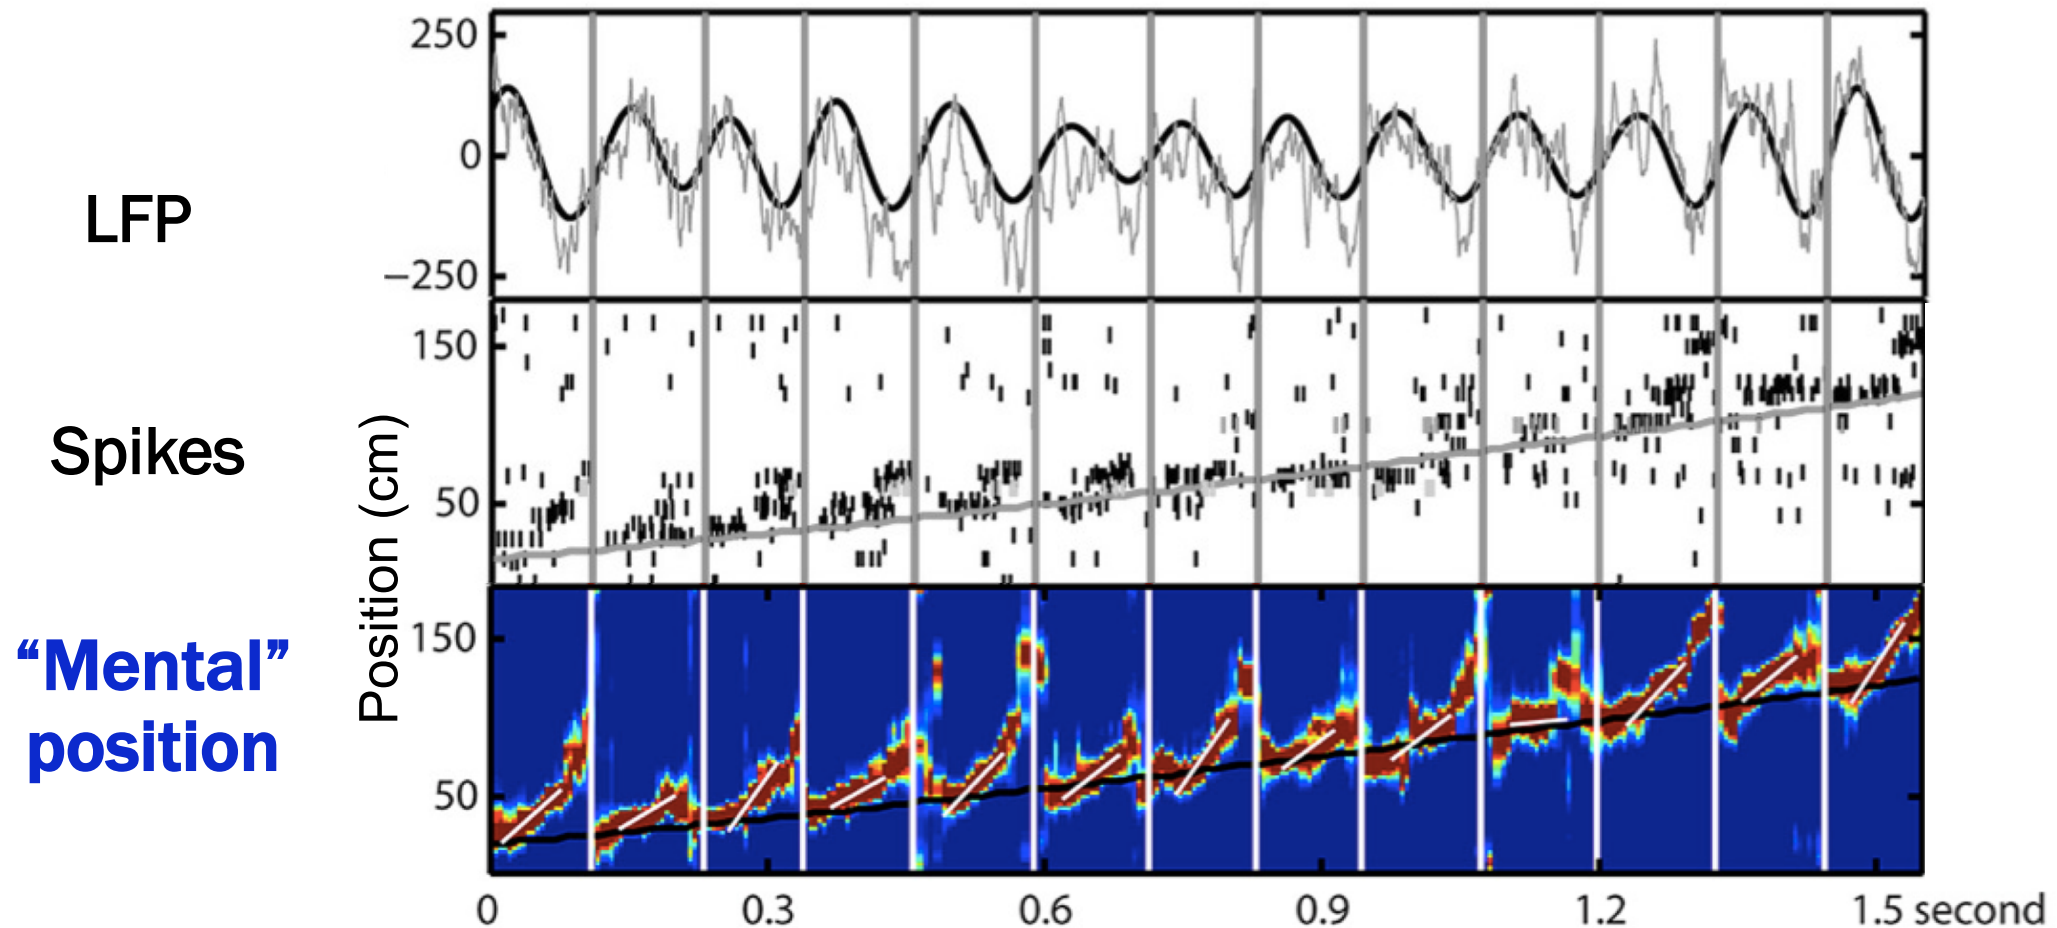 250
0
−250
LFP
150
50
Spikes
Position (cm)
“Mental”
position
150
50
0 0.3 0.6 0.9 1.2 1.5 second